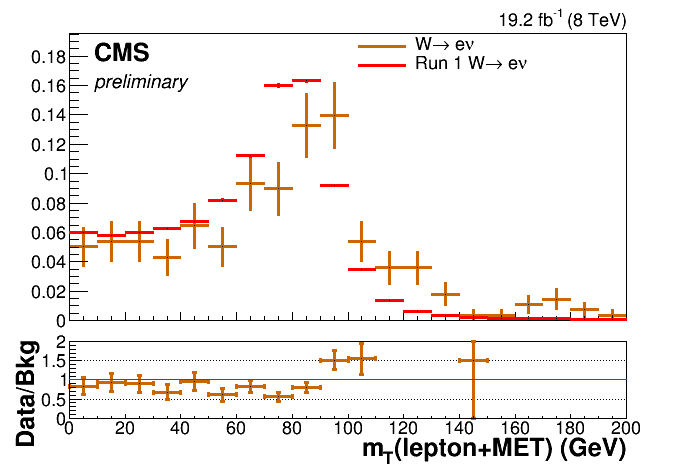 19.2 fb⁻¹ (8 TeV)
CMS
preliminary
W→ eν
Run 1 W→ eν
0.18
0.16
0.14
0.12
0.1
0.08
0.06
0.04
0.02
0
Data/Bkg
2
1.5
1
0.5
0
0 20 40 60 80 100 120 140 160 180 200
m_T(lepton+MET) (GeV)